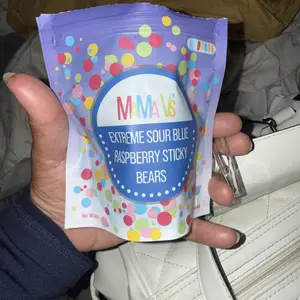 MaMa V's
EXTREME SOUR BLUE
RASPBERRY STICKY
BEARS